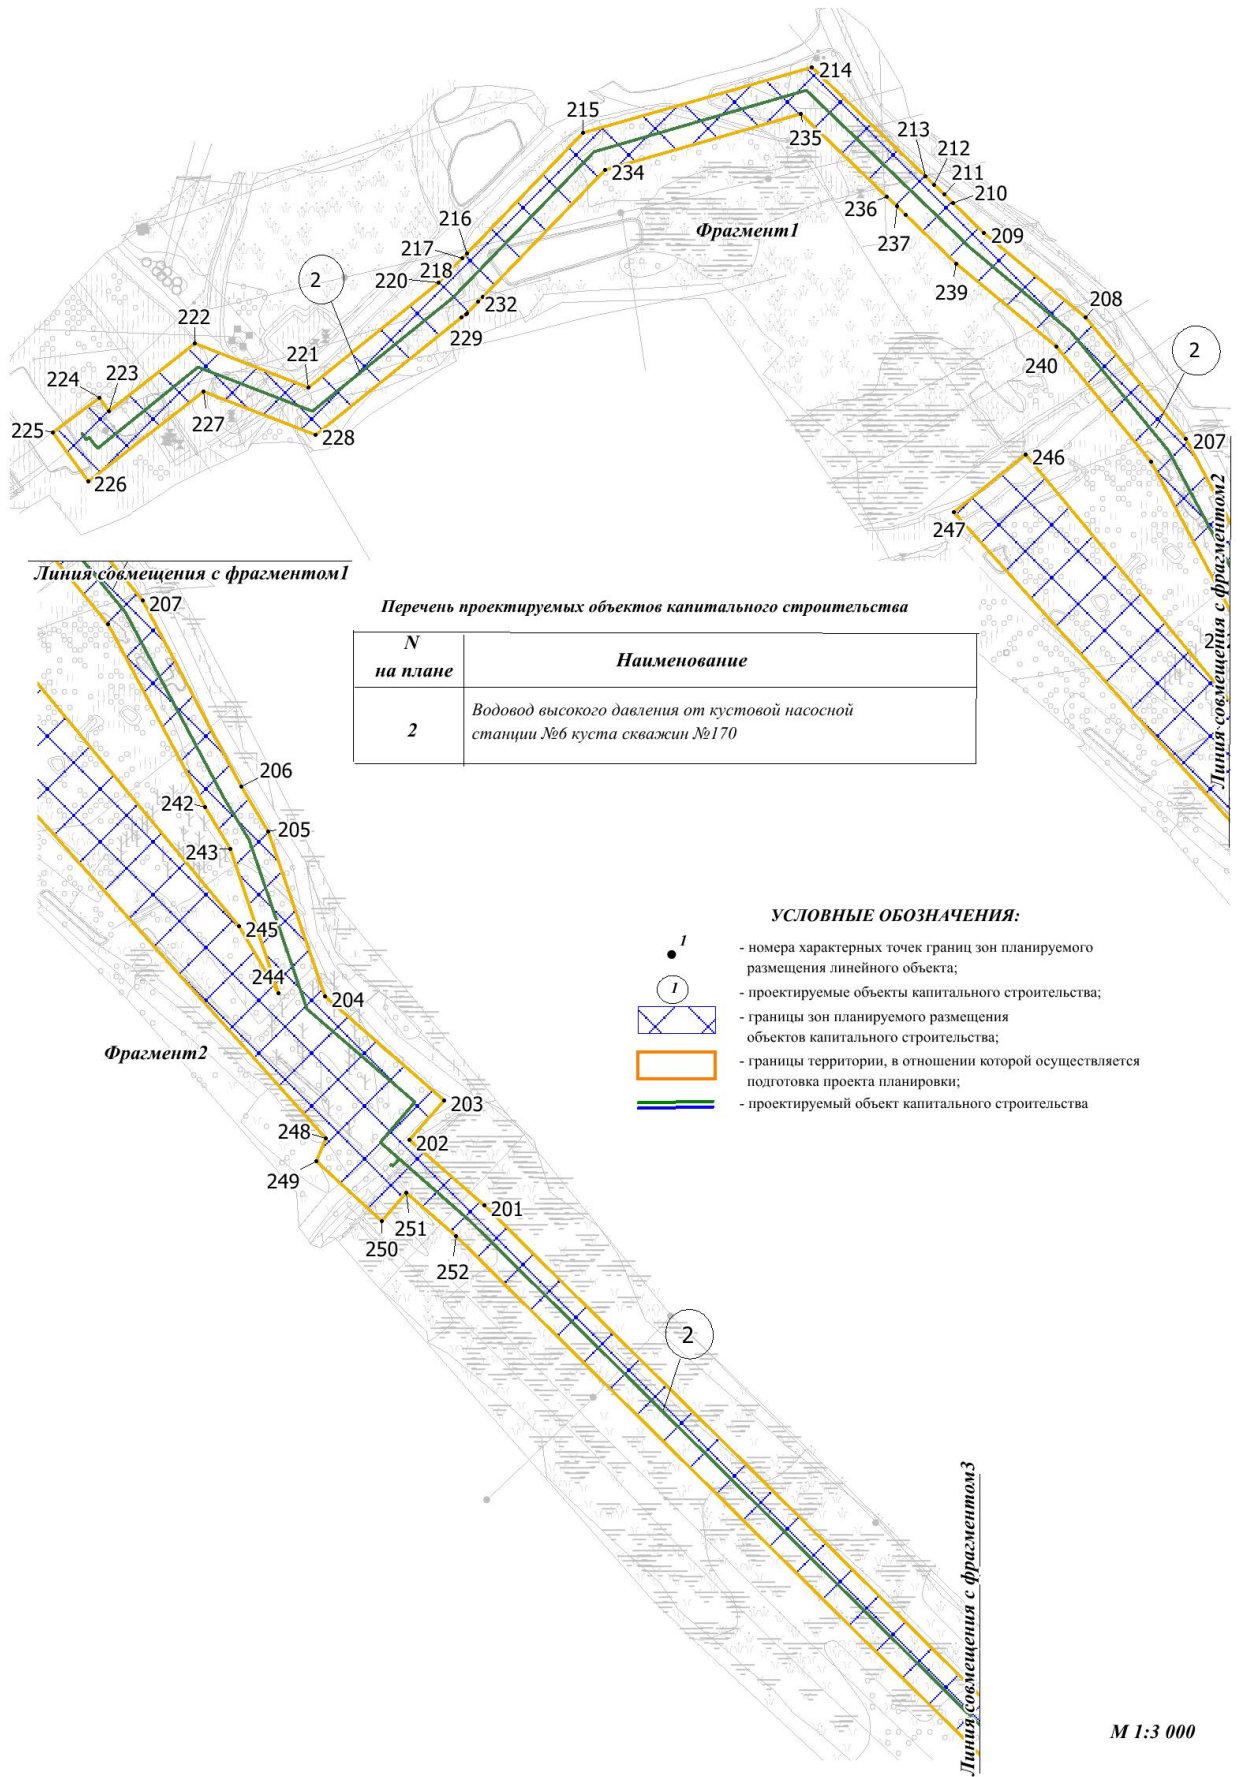 214
215
213
212
211
210
235
234
236
237
209
Фрагмент1
216
217
218
220
2
232
229
239
208
240
2
222
221
224
223
225
227
228
226
207
246
247
Линия совмещения с фрагментом2
Линия совмещения с фрагментом1
207
Перечень проектируемых объектов капитального строительства
N
на плане
Наименование
2
Водовод высокого давления от кустовой насосной
станции №6 куста скважин №170
206
242
205
243
245
244
204
Фрагмент2
203
248
202
249
201
251
250
252
2
УСЛОВНЫЕ ОБОЗНАЧЕНИЯ:
1
- номера характерных точек границ зон планируемого
размещения линейного объекта;
1
- проектируемые объекты капитального строительства;
- границы зон планируемого размещения
объектов капитального строительства;
- границы территории, в отношении которой осуществляется
подготовка проекта планировки;
- проектируемый объект капитального строительства
Линия совмещения с фрагментом3
М 1:3 000